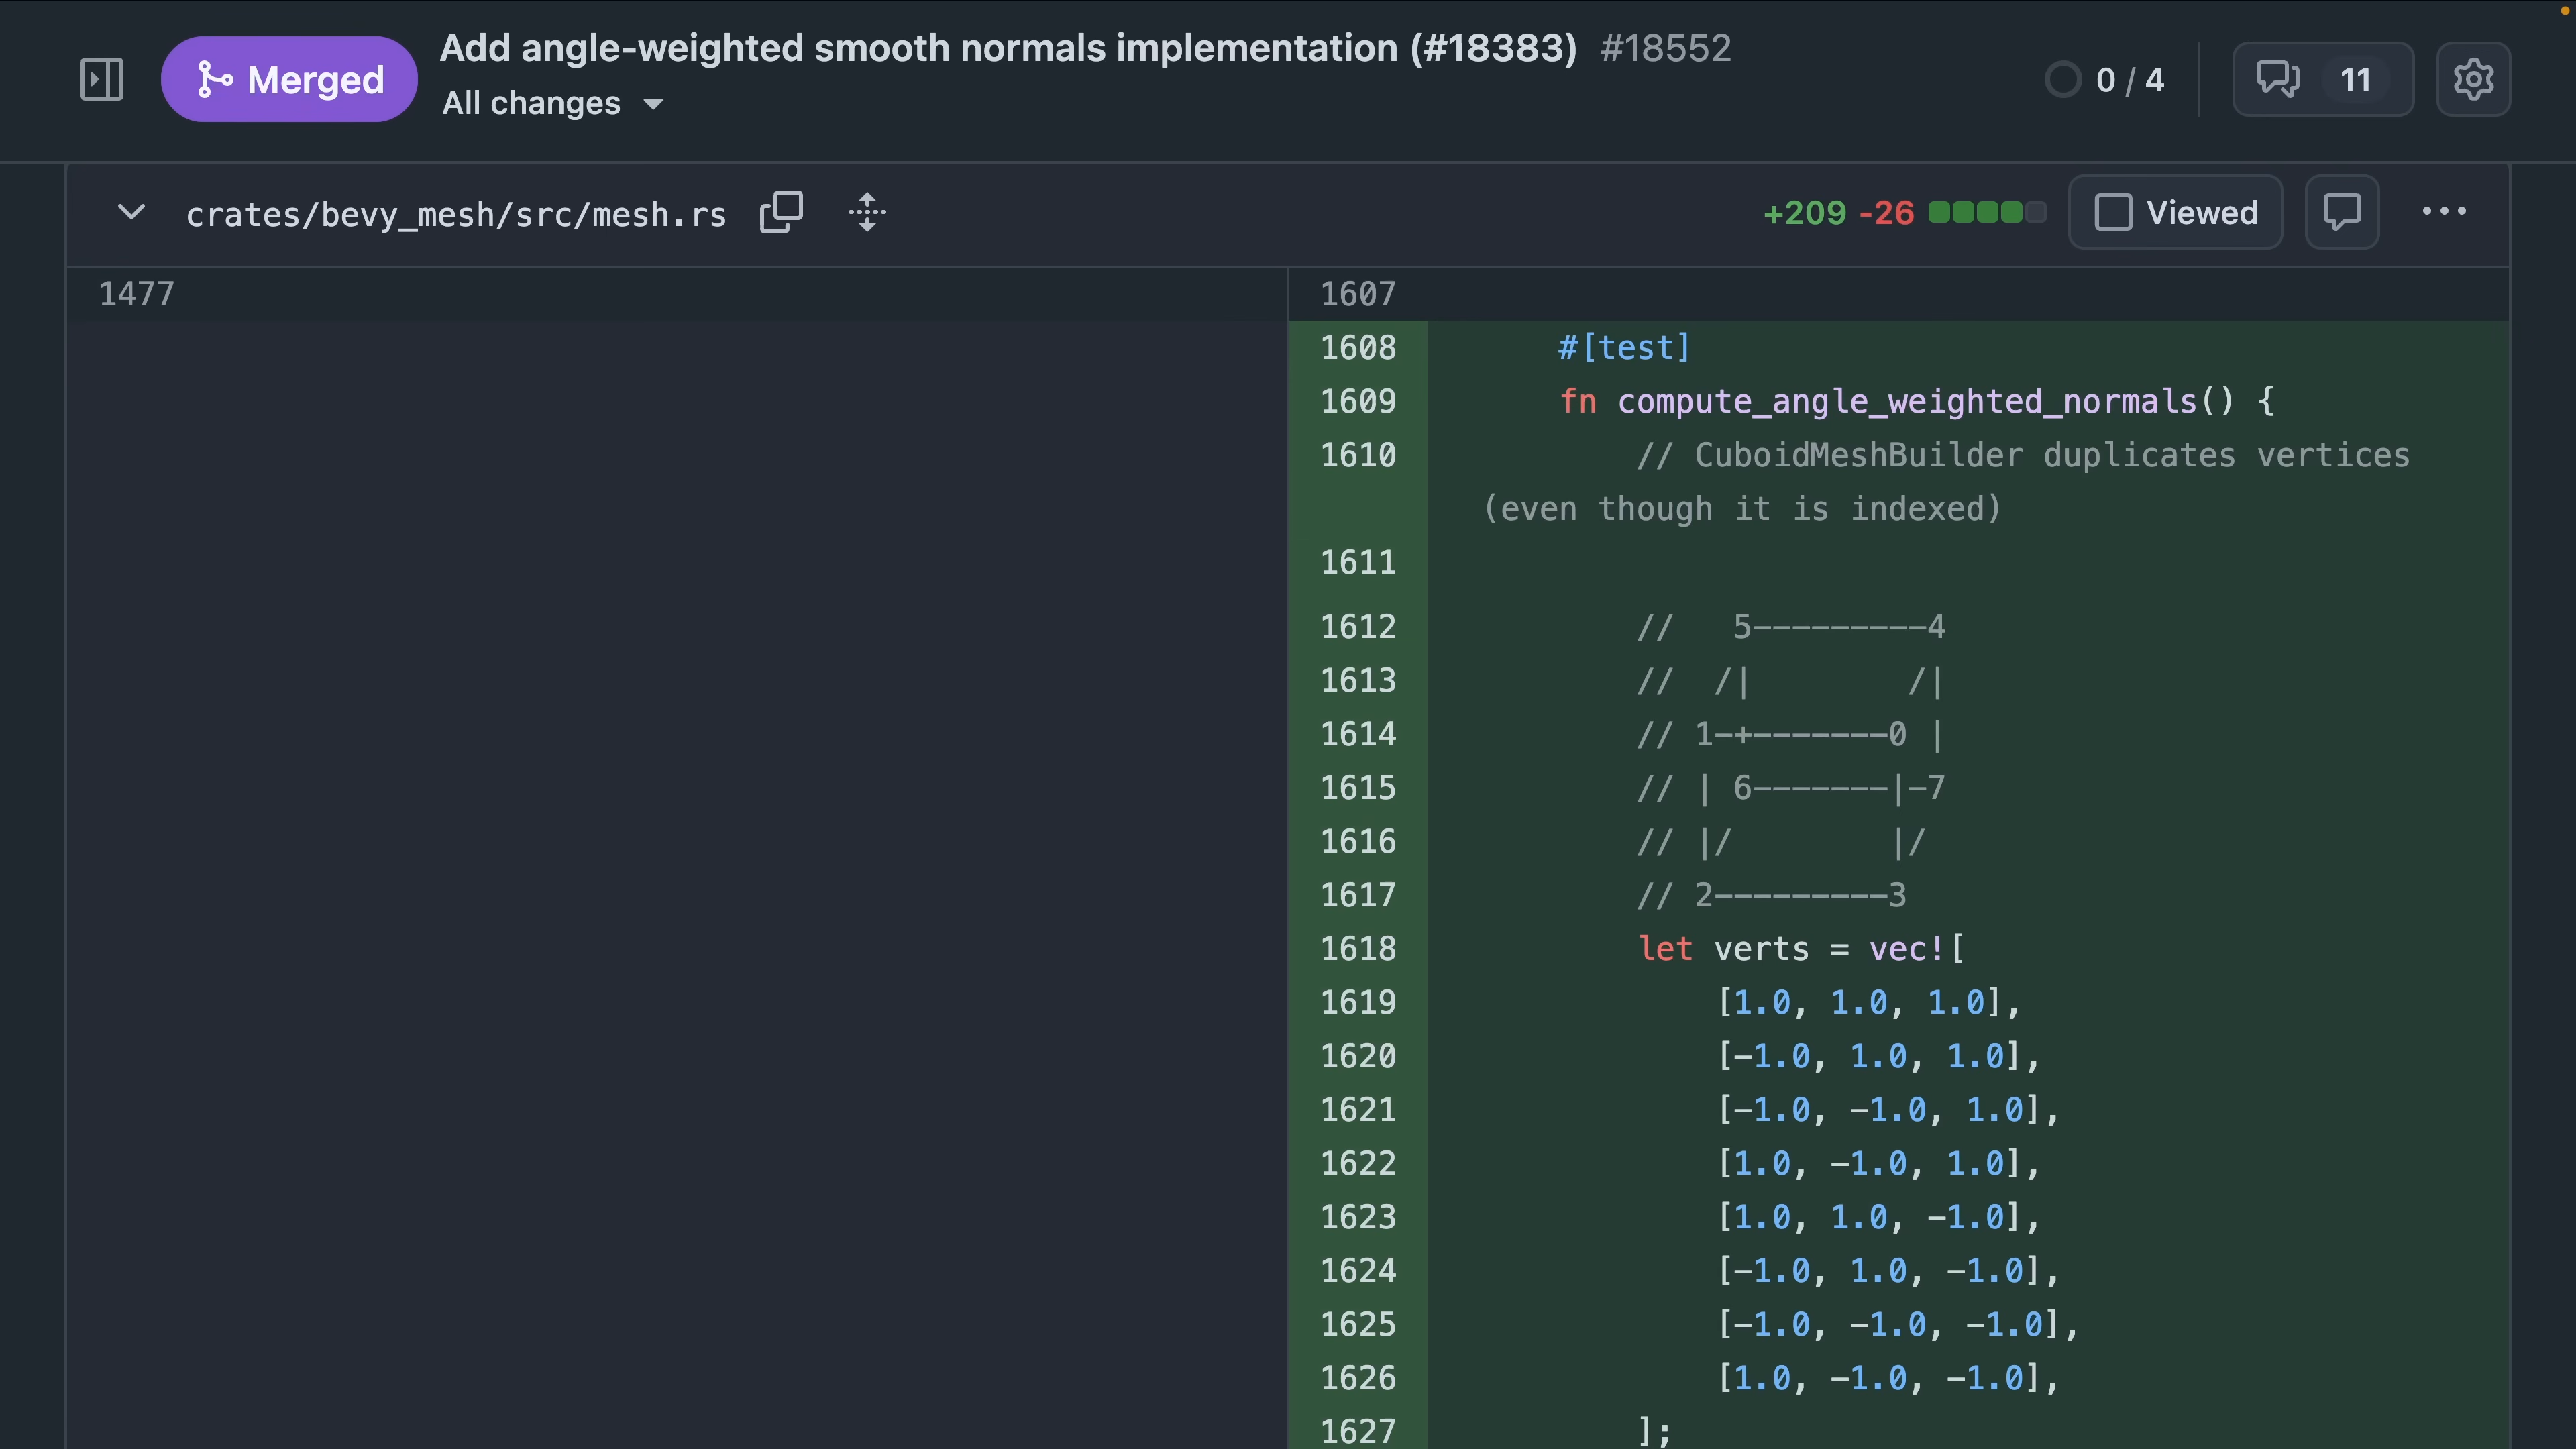 Merged
Add angle-weighted smooth normals implementation (#18383) #18552
All changes
0 / 4
11
crates/bevy_mesh/src/mesh.rs
+209 -26
Viewed
1477
1607
1608     #[test]
1609     fn compute_angle_weighted_normals() {
1610         // CuboidMeshBuilder duplicates vertices
(even though it is indexed)
1611
1612         //   5---------4
1613         //  /|        /|
1614         // 1-+-------0 |
1615         // | 6-------|-7
1616         // |/        |/
1617         // 2---------3
1618         let verts = vec![
1619             [1.0, 1.0, 1.0],
1620             [-1.0, 1.0, 1.0],
1621             [-1.0, -1.0, 1.0],
1622             [1.0, -1.0, 1.0],
1623             [1.0, 1.0, -1.0],
1624             [-1.0, 1.0, -1.0],
1625             [-1.0, -1.0, -1.0],
1626             [1.0, -1.0, -1.0],
1627         ];